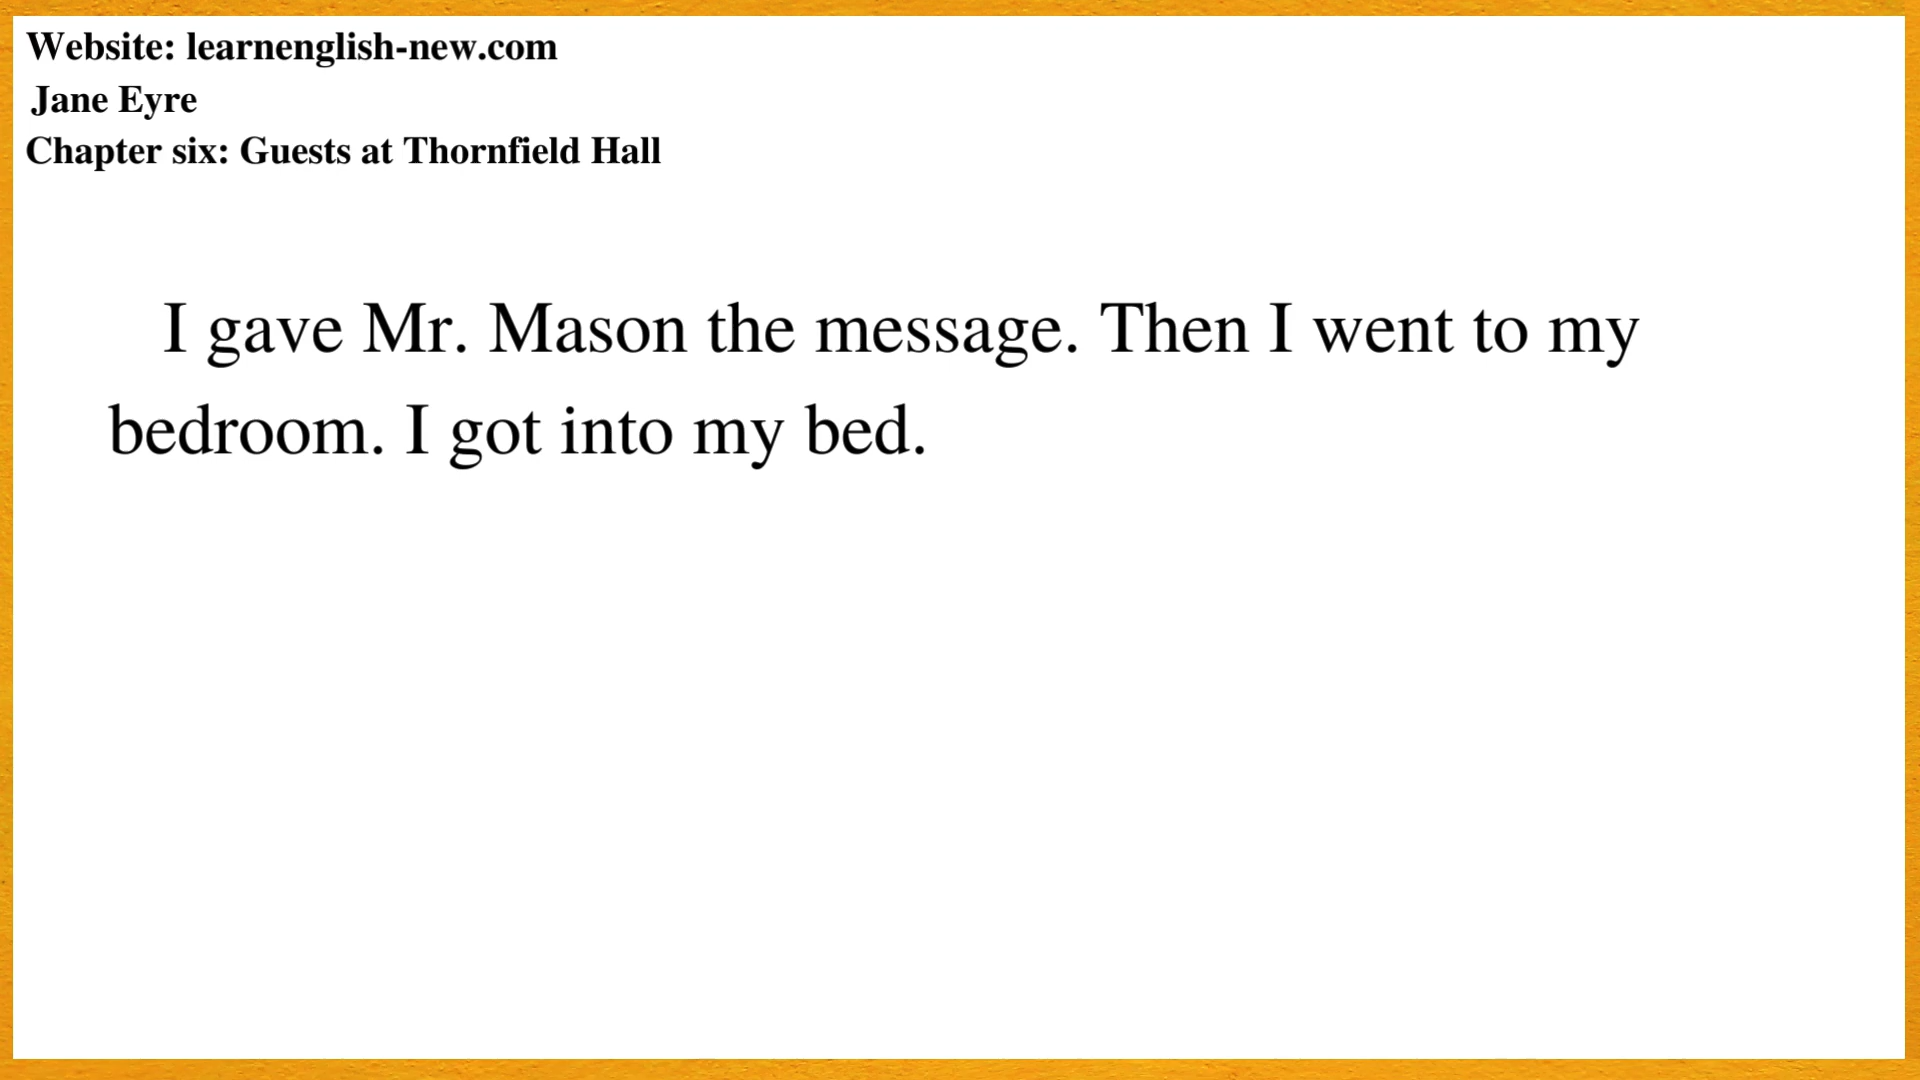 Website: learnenglish-new.com
Jane Eyre
Chapter six: Guests at Thornfield Hall
I gave Mr. Mason the message. Then I went to my
bedroom. I got into my bed.